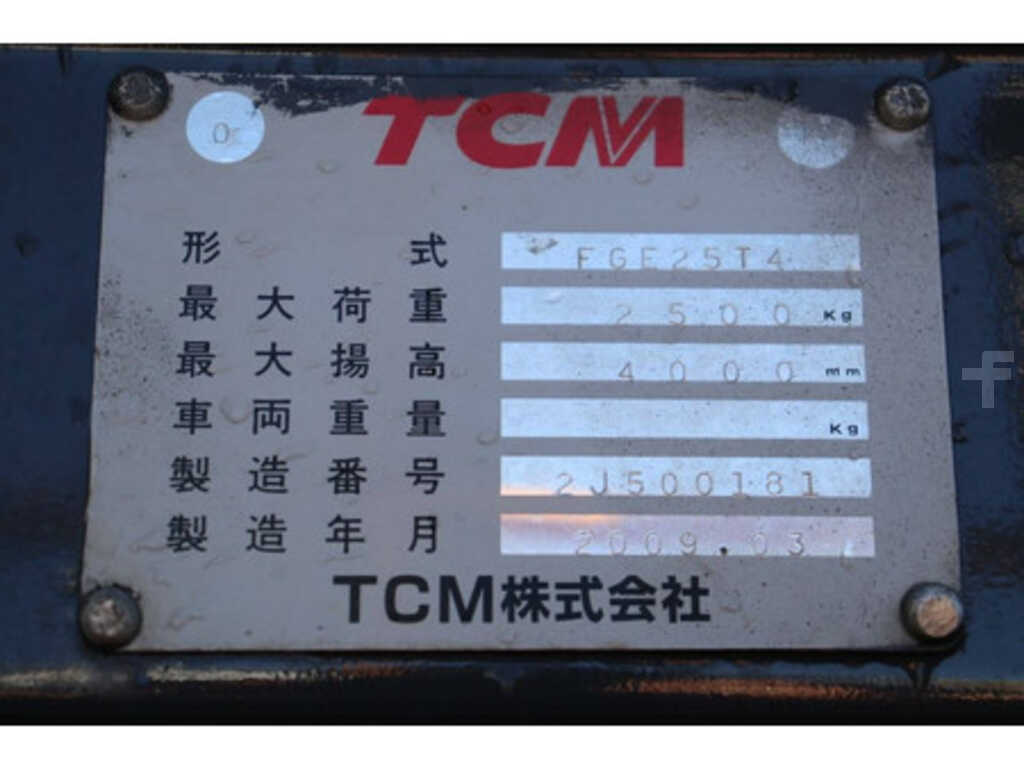 TCM
0
形式 FGE25T4
最大荷重 2500 Kg
最大揚高 4000 mm
車両重量 Kg
製造番号 2J500181
製造年月 2009.03
TCM株式会社
f